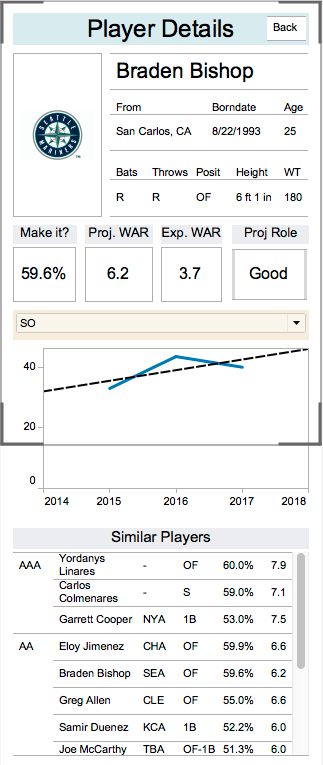 Player Details Back
Braden Bishop
From Borndate Age
San Carlos, CA 8/22/1993 25
Bats Throws Posit Height WT
R R OF 6 ft 1 in 180
SEATTLE
MARINERS
TM
Make it? Proj. WAR Exp. WAR Proj Role
59.6% 6.2 3.7 Good
SO
40
20
0
2014 2015 2016 2017 2018
Similar Players
AAA Yordanys Linares - OF 60.0% 7.9
Carlos Colmenares - S 59.0% 7.1
Garrett Cooper NYA 1B 53.0% 7.5
AA Eloy Jimenez CHA OF 59.9% 6.6
Braden Bishop SEA OF 59.6% 6.2
Greg Allen CLE OF 55.0% 6.6
Samir Duenez KCA 1B 52.2% 6.0
Joe McCarthy TBA OF-1B 51.3% 6.0